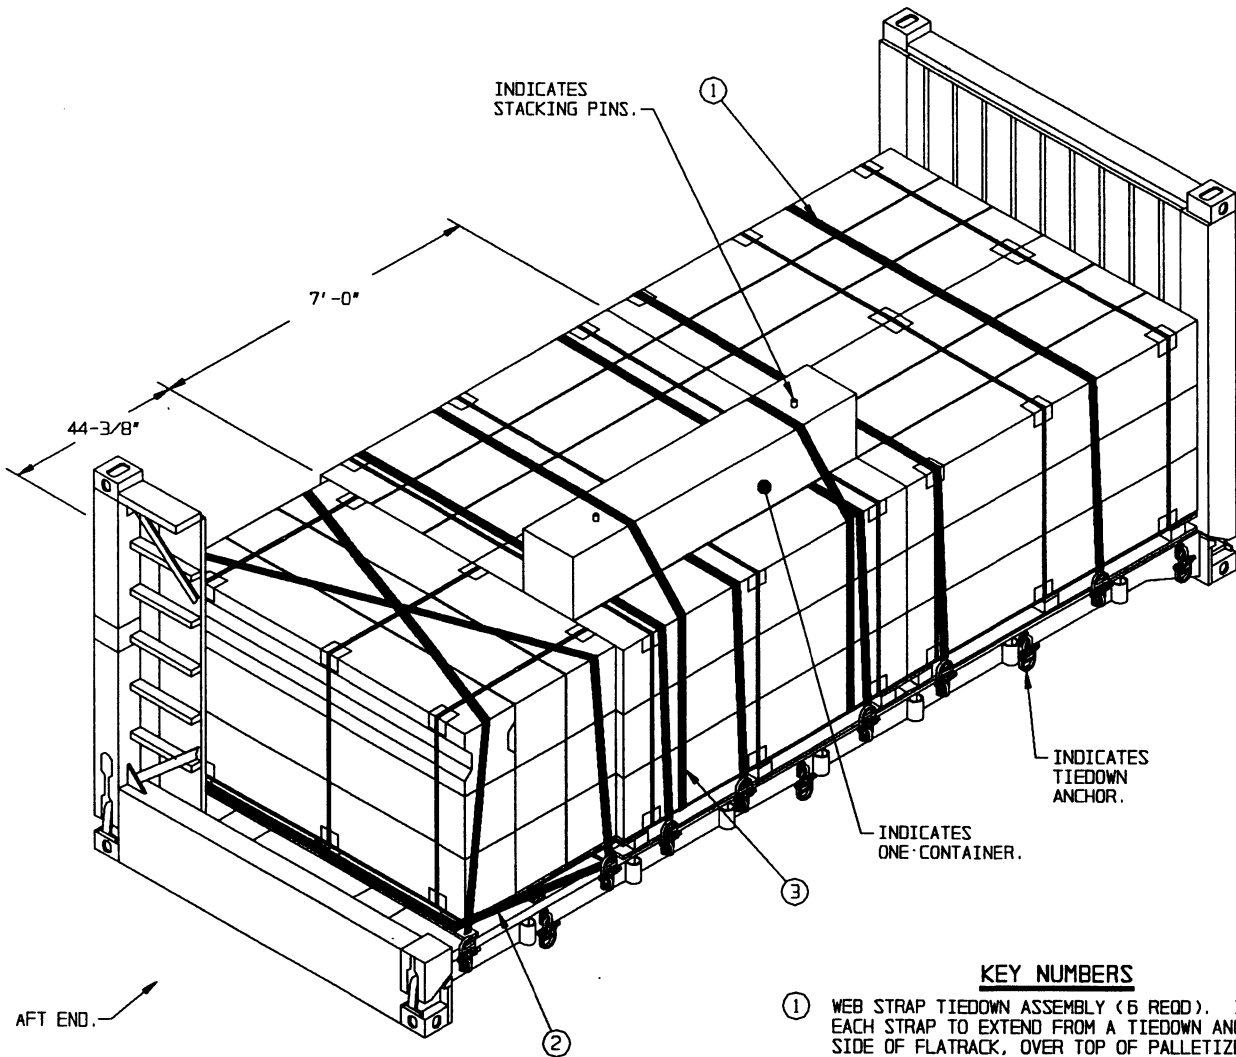 INDICATES
STACKING PINS.
1
7'-0"
44-3/8"
INDICATES
TIEDOWN
ANCHOR.
INDICATES
ONE CONTAINER.
3
AFT END.
2
KEY NUMBERS
1 WEB STRAP TIEDOWN ASSEMBLY (6 REQD).
EACH STRAP TO EXTEND FROM A TIEDOWN
SIDE OF FLATRACK, OVER TOP OF